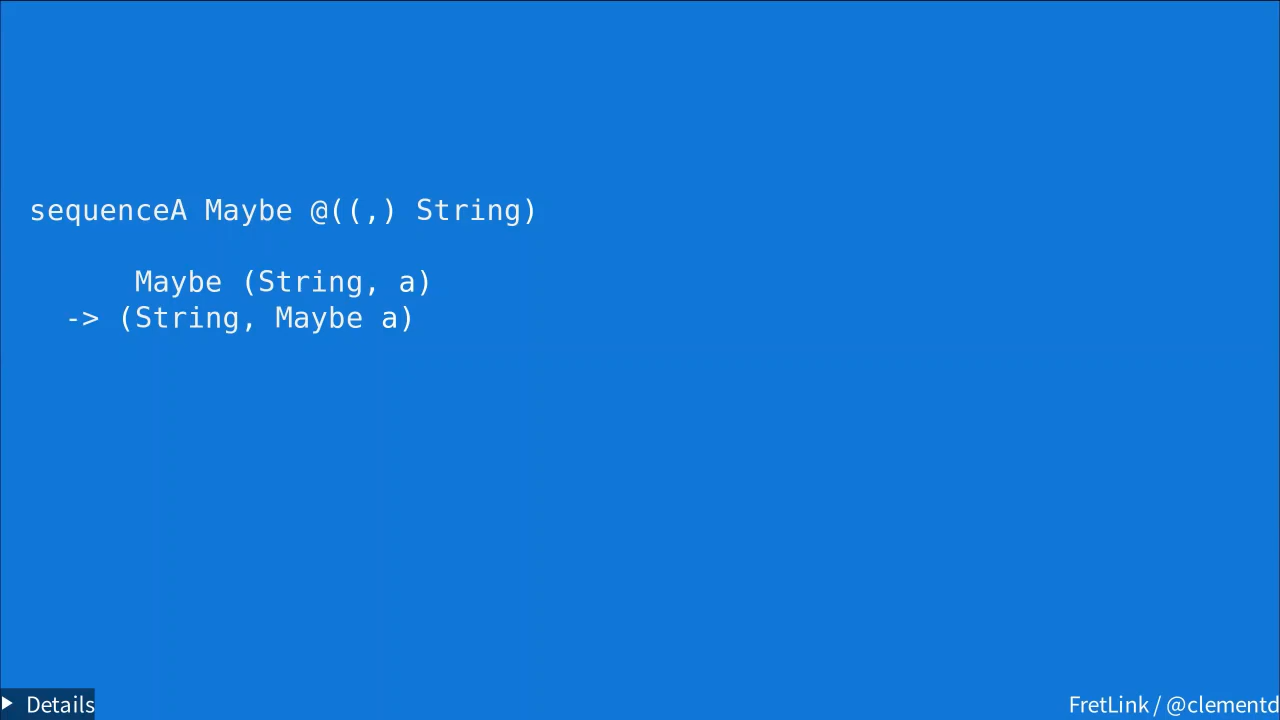 sequenceA Maybe @((,) String)
Maybe (String, a)
-> (String, Maybe a)
Details
FretLink / @clementd